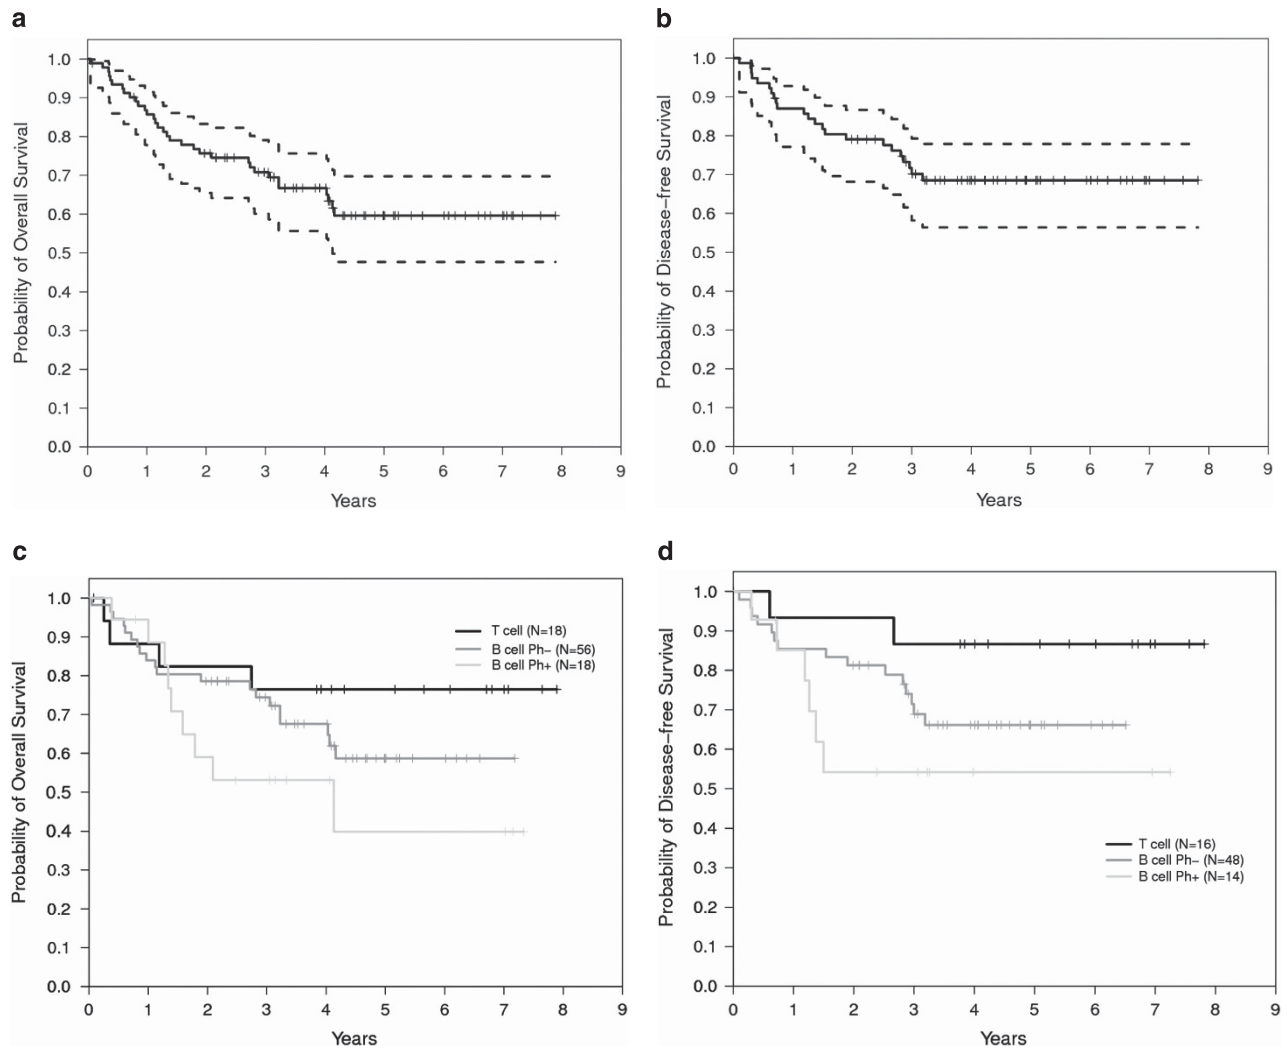 a
Probability of Overall Survival
1.0
0.9
0.8
0.7
0.6
0.5
0.4
0.3
0.2
0.1
0.0
0 1 2 3 4 5 6 7 8 9
Years
b
Probability of Disease–free Survival
1.0
0.9
0.8
0.7
0.6
0.5
0.4
0.3
0.2
0.1
0.0
0 1 2 3 4 5 6 7 8 9
Years
c
Probability of Overall Survival
1.0
0.9
0.8
0.7
0.6
0.5
0.4
0.3
0.2
0.1
0.0
T cell (N=18)
B cell Ph− (N=56)
B cell Ph+ (N=18)
0 1 2 3 4 5 6 7 8 9
Years
d
Probability of Disease–free Survival
1.0
0.9
0.8
0.7
0.6
0.5
0.4
0.3
0.2
0.1
0.0
T cell (N=16)
B cell Ph− (N=48)
B cell Ph+ (N=14)
0 1 2 3 4 5 6 7 8 9
Years